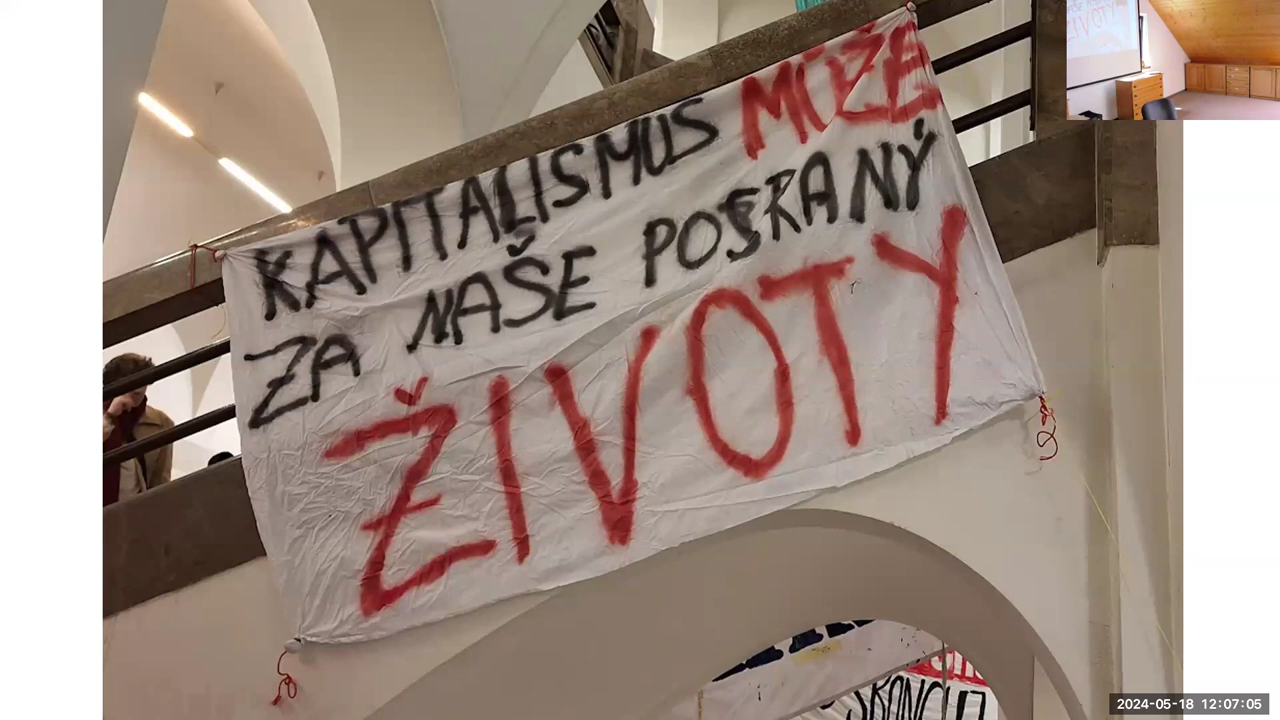 KAPITALISMUS MŮŽE
ZA NAŠE POSRANÝ
ŽIVOTY
2024-05-18 12:07:05